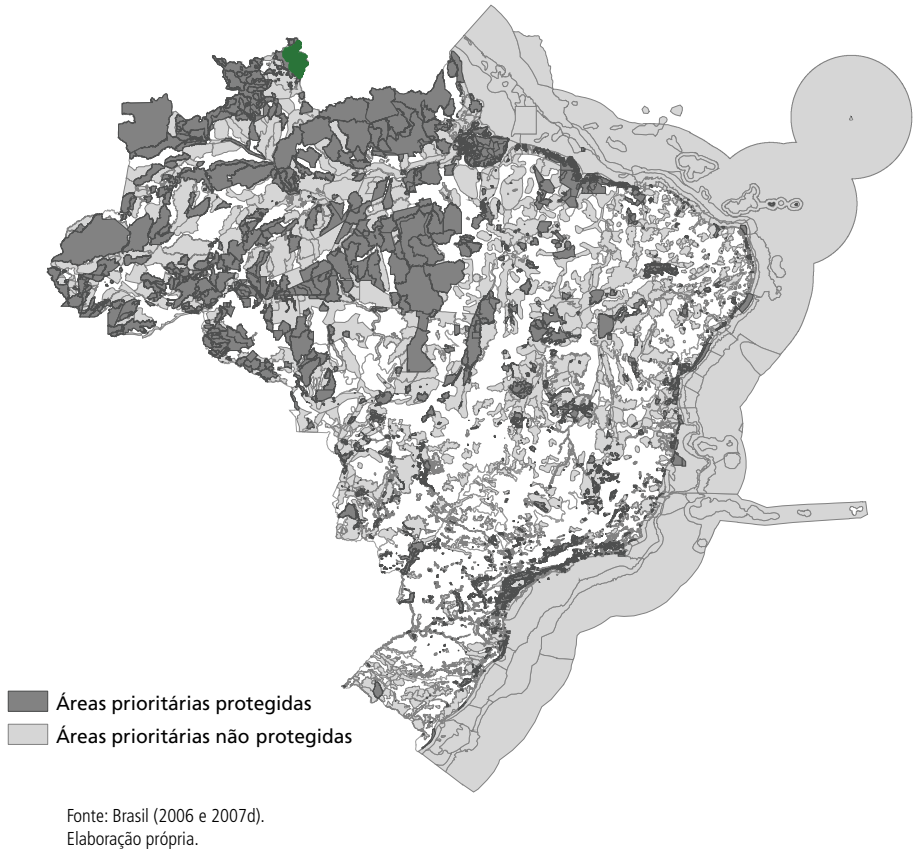 Áreas prioritárias protegidas
Áreas prioritárias não protegidas
Fonte: Brasil (2006 e 2007d).
Elaboração própria.